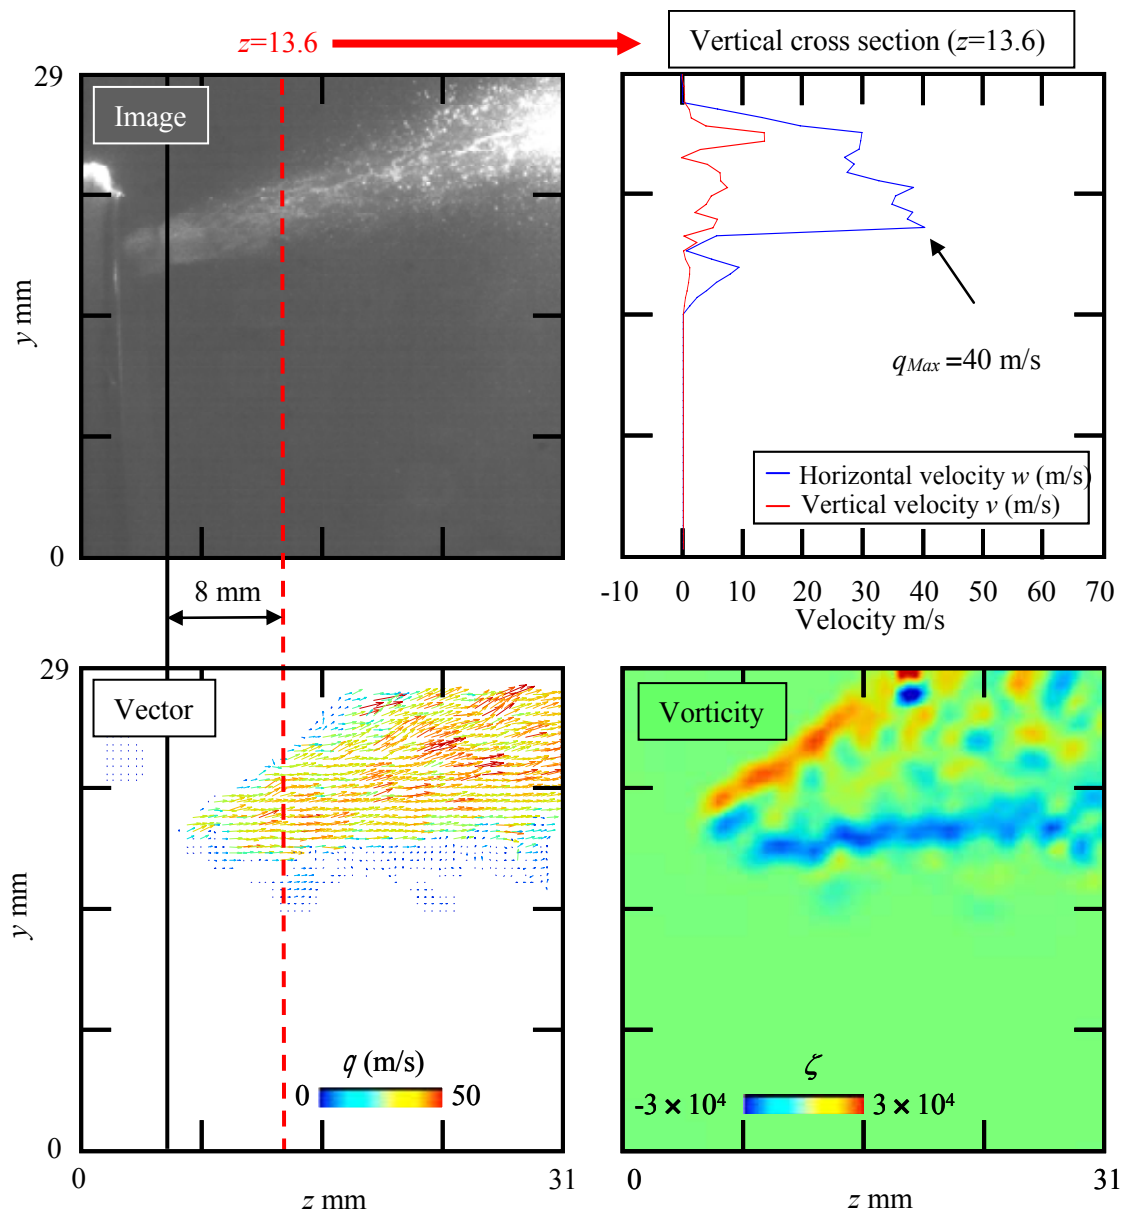 z=13.6
Vertical cross section (z=13.6)
29
Image
y mm
0
qMax =40 m/s
Horizontal velocity w (m/s)
Vertical velocity v (m/s)
-10 0 10 20 30 40 50 60 70
Velocity m/s
8 mm
29
Vector
Vorticity
y mm
q (m/s)
0 50
ζ
-3 × 10⁴ 3 × 10⁴
0
0 31
z mm
0 31
z mm